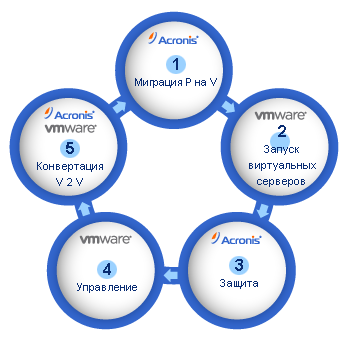 Acronis®
1
Миграция P на V
vmware®
2
Запуск
виртуальных
серверов
Acronis®
3
Защита
vmware®
4
Управление
Acronis®
vmware®
5
Конвертация
V 2 V